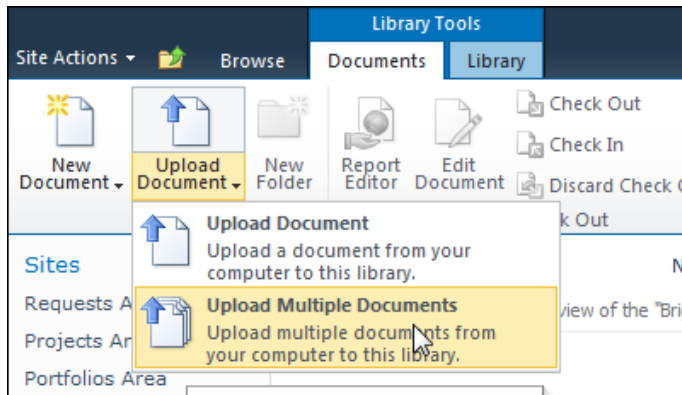 Library Tools
Site Actions
Browse
Documents
Library
New
Document
Upload
Document
New
Folder
Report
Editor
Edit
Document
Check Out
Check In
Discard Check
k Out
Upload Document
Upload a document from your
computer to this library.
Upload Multiple Documents
Upload multiple documents from
your computer to this library.
Sites
Requests A
Projects Ar
Portfolios Area
N
view of the "Bri